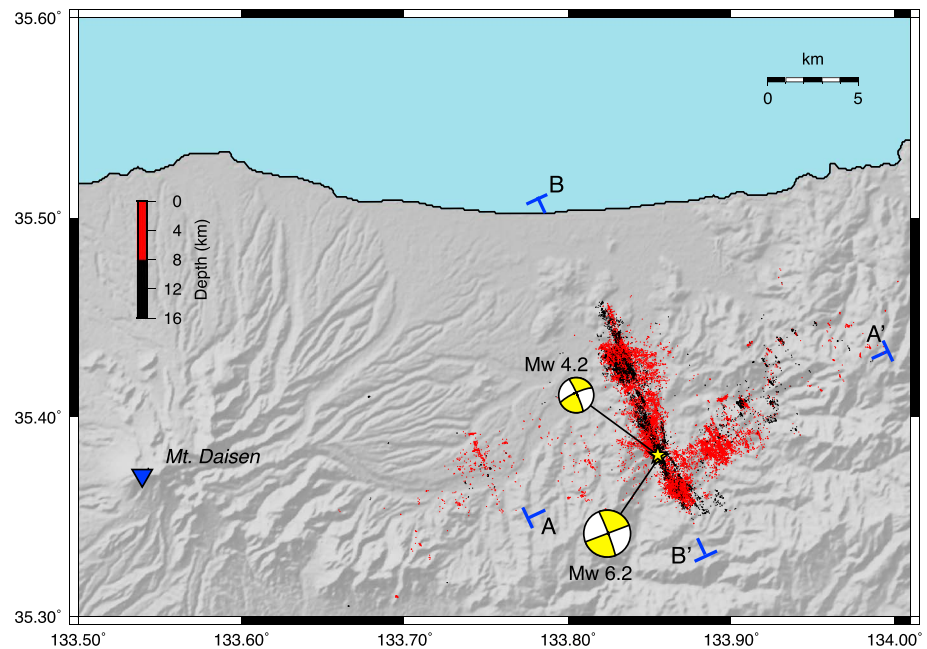 35.60°
km
0 5
B
35.50°
0
4
8
12
16
Depth (km)
A'
Mw 4.2
35.40°
Mt. Daisen
A
B'
Mw 6.2
35.30°
133.50° 133.60° 133.70° 133.80° 133.90° 134.00°